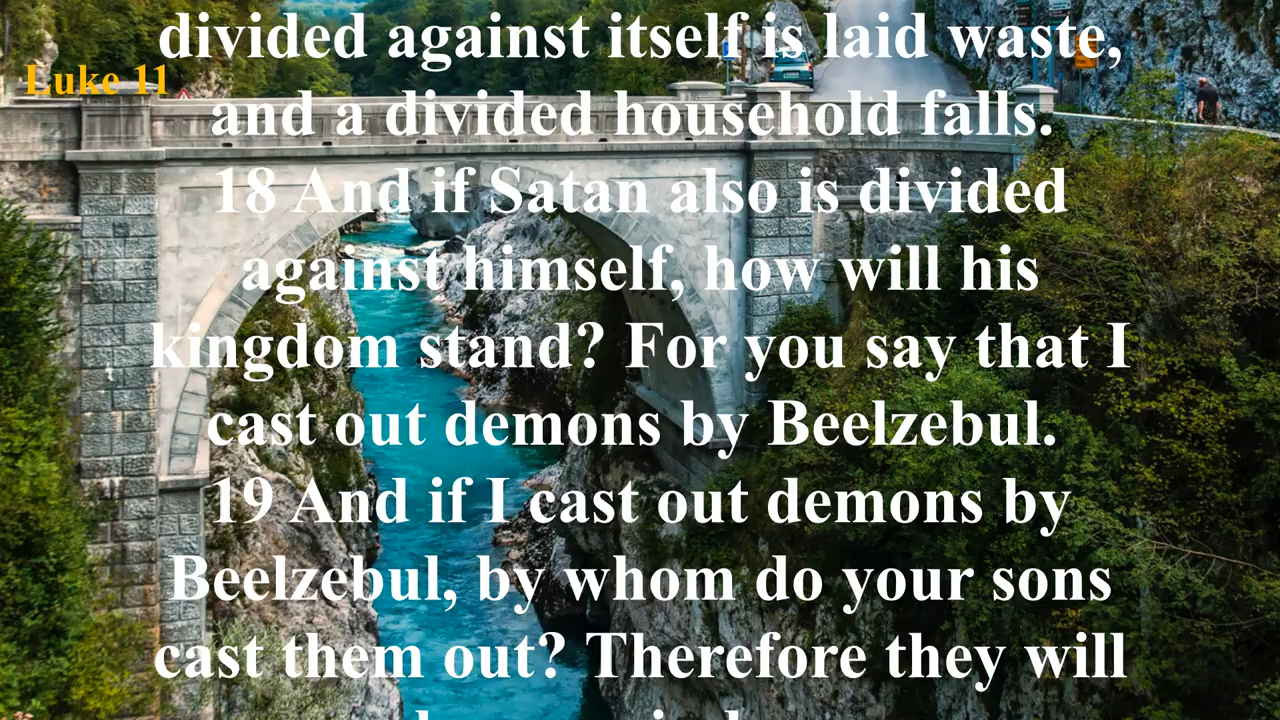 divided against itself is laid waste,
Luke 11
and a divided household falls.
18 And if Satan also is divided
against himself, how will his
kingdom stand? For you say that I
cast out demons by Beelzebul.
19 And if I cast out demons by
Beelzebul, by whom do your sons
cast them out? Therefore they will